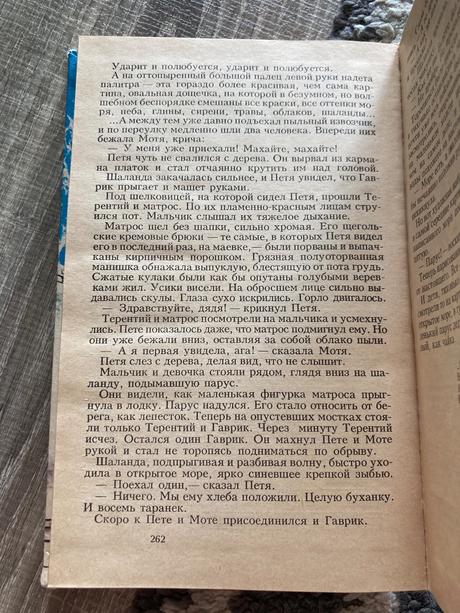 Ударит и полюбуется, ударит и полюбуется.
А на оттопыренный большой палец левой руки надета
палитра — эта гораздо более красивая, чем сама кар-
тина, овальная дощечка, на которой в безумном, но вол-
шебном беспорядке смешаны все краски, все оттенки мо-
ря, неба, глины, сирени, травы, облаков, шаланды...
...А между тем уже давно подъехал пыльный извозчик,
и по переулку медленно шли два человека. Впереди них
бежала Мотя, крича:
— У меня уже приехали! Махайте, махайте!
Петя чуть не свалился с дерева. Он вырвал из карма-
на платок и стал отчаянно крутить им над головой.
Шаланда закачалась сильнее, и Петя увидел, что Гав-
рик прыгает и машет руками.
Под шелковицей, на которой сидел Петя, прошли Те-
рентий и матрос. По их пламенно-красным лицам стру-
ился пот. Мальчик слышал их тяжелое дыхание.
Матрос шел без шапки, сильно хромая. Его щеголь-
ские кремовые брюки — те самые, в которых Петя видел
его в последний раз, на маевке,— были порваны и выпач-
каны кирпичным порошком. Грязная полуоторванная
манишка обнажала выпуклую, блестящую от пота грудь.
Сжатые кулаки были как бы опутаны голубыми верев-
ками жил. Усики висели. На обросшем лице сильно вы-
давались скулы. Глаза сухо искрились. Горло двигалось.
— Здравствуйте, дядя! — крикнул Петя.
Терентий и матрос посмотрели на мальчика и усмехну-
лись. Пете показалось даже, что матрос подмигнул ему. Но
они уже бежали вниз, оставляя за собой облако пыли.
— А я первая увидела, ага! — сказала Мотя.
Петя слез с дерева, делая вид, что не слышит.
Мальчик и девочка стояли рядом, глядя вниз на ша-
ланду, подымавшую парус.
Они видели, как маленькая фигурка матроса прыг-
нула в лодку. Парус надулся. Его стало относить от бе-
рега, как лепесток. Теперь на опустевших мостках стоя-
ли только Терентий и Гаврик. Через минуту Терентий
исчез. Остался один Гаврик. Он махнул Пете и Моте
рукой и стал не торопясь подниматься по обрыву.
Шаланда, подпрыгивая и разбивая волну, быстро ухо-
дила в открытое море, ярко синевшее крепкой зыбью.
— Поехал один,— сказал Петя.
— Ничего. Мы ему хлеба положили. Целую буханку.
И восемь таранек.
Скоро к Пете и Моте присоединился и Гаврик.
262
Парус.